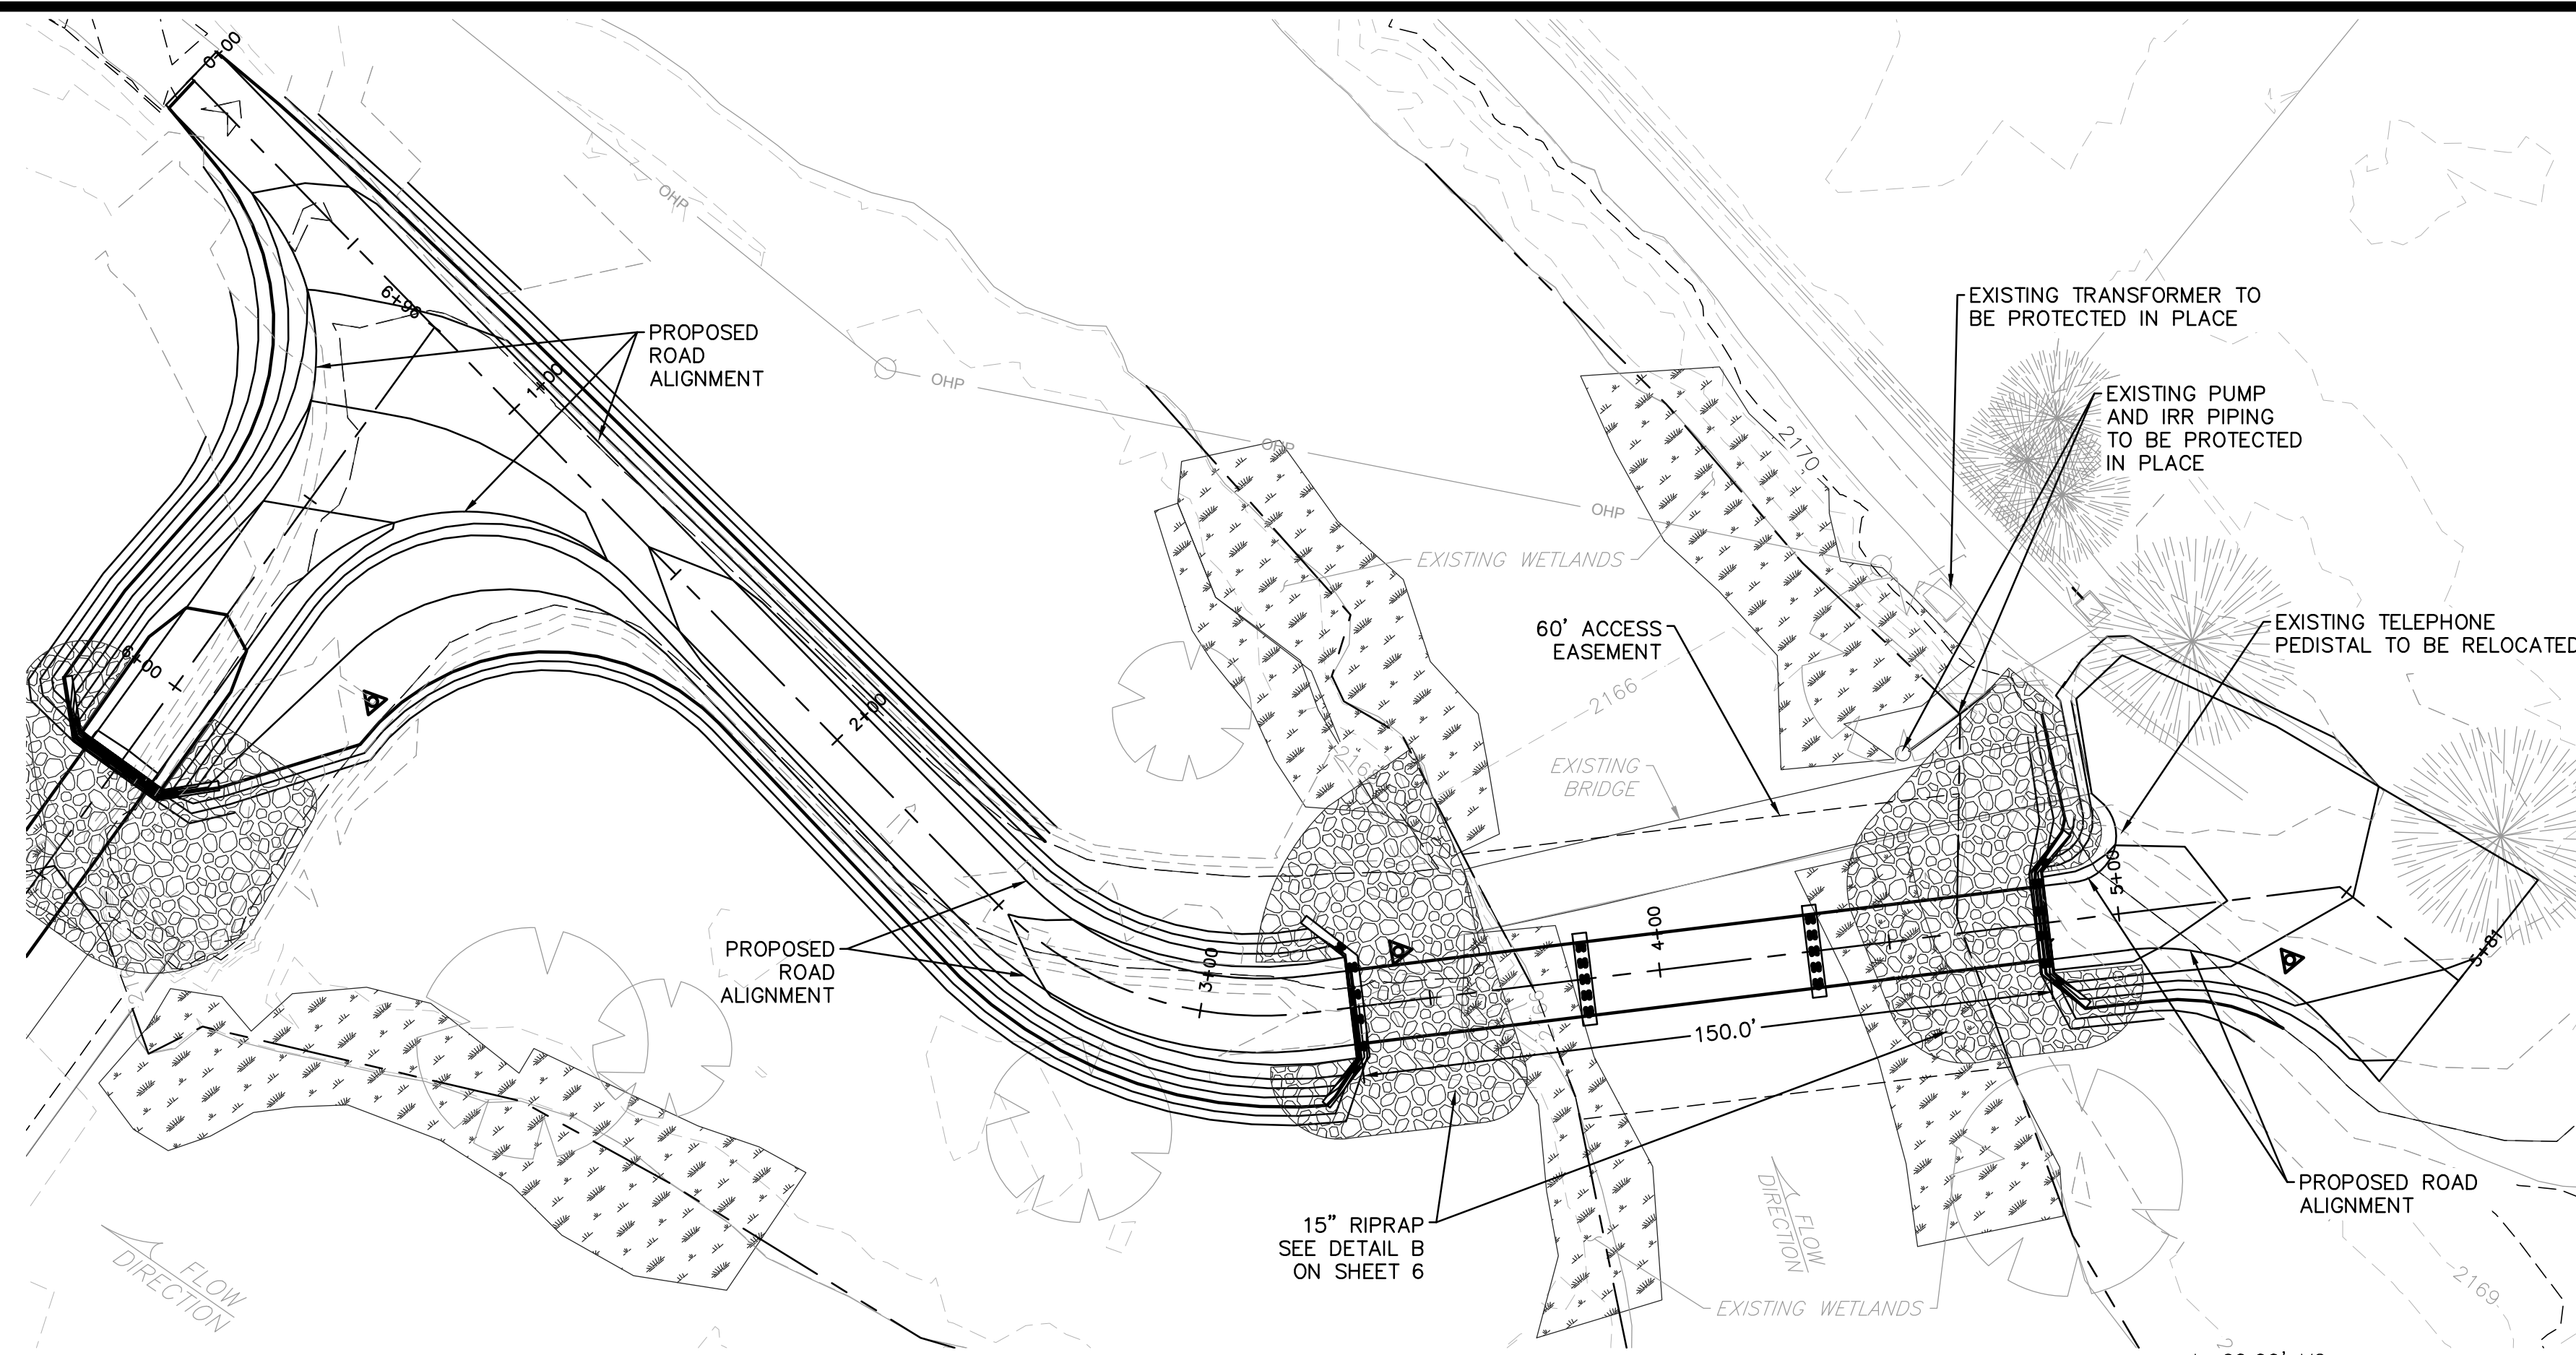 0+00
OHP
6+96
PROPOSED
ROAD
ALIGNMENT
1+00
OHP
OHP
OHP
2170
EXISTING TRANSFORMER TO
BE PROTECTED IN PLACE
EXISTING PUMP
AND IRR PIPING
TO BE PROTECTED
IN PLACE
EXISTING WETLANDS
60' ACCESS
EASEMENT
EXISTING TELEPHONE
PEDISTAL TO BE RELOCATED
6+00
2+00
2166
EXISTING
BRIDGE
5+00
4+00
3+00
5+81
PROPOSED
ROAD
ALIGNMENT
150.0'
PROPOSED ROAD
ALIGNMENT
15" RIPRAP
SEE DETAIL B
ON SHEET 6
FLOW
DIRECTION
FLOW
DIRECTION
EXISTING WETLANDS
2169